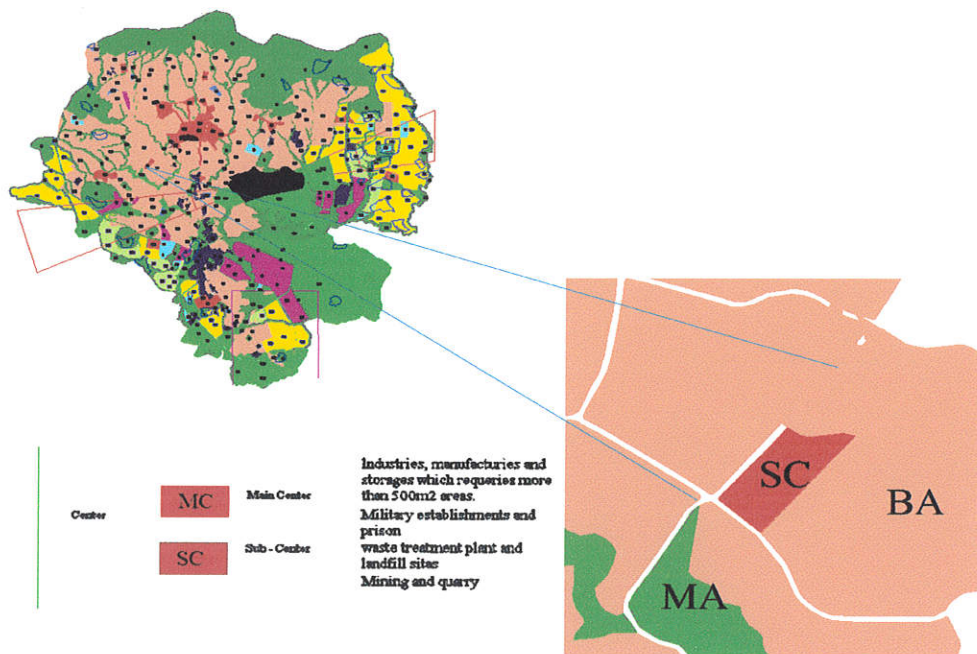 Center
MC
Main Center
SC
Sub - Center
Industries, manufacturies and
storages which requeries more
than 500m2 areas.
Military establishments and
prison
waste treatment plant and
landfill sites
Mining and quarry
SC
BA
MA